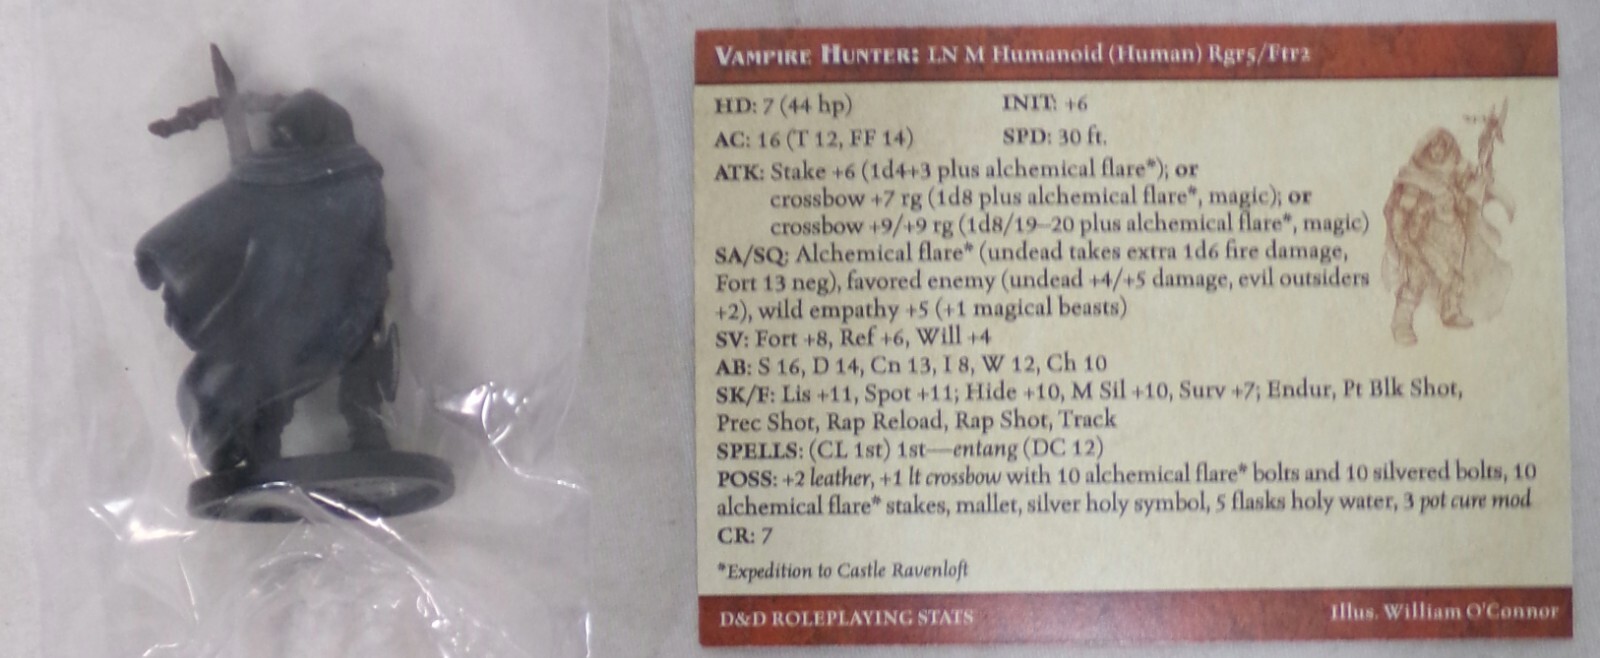 VAMPIRE HUNTER: LN M Humanoid (Human) Rgr5/Ftr2
HD: 7 (44 hp) INIT: +6
AC: 16 (T 12, FF 14) SPD: 30 ft.
ATK: Stake +6 (1d4+3 plus alchemical flare*); or
crossbow +7 rg (1d8 plus alchemical flare*, magic); or
crossbow +9/+9 rg (1d8/19–20 plus alchemical flare*, magic)
SA/SQ: Alchemical flare* (undead takes extra 1d6 fire damage,
Fort 13 neg), favored enemy (undead +4/+5 damage, evil outsiders
+2), wild empathy +5 (+1 magical beasts)
SV: Fort +8, Ref +6, Will +4
AB: S 16, D 14, Cn 13, I 8, W 12, Ch 10
SK/F: Lis +11, Spot +11; Hide +10, M Sil +10, Surv +7; Endur, Pt Blk Shot,
Prec Shot, Rap Reload, Rap Shot, Track
SPELLS: (CL 1st) 1st—entang (DC 12)
POSS: +2 leather, +1 lt crossbow with 10 alchemical flare* bolts and 10 silvered bolts, 10
alchemical flare* stakes, mallet, silver holy symbol, 5 flasks holy water, 3 pot cure mod
CR: 7
*Expedition to Castle Ravenloft
D&D ROLEPLAYING STATS Illus. William O'Connor